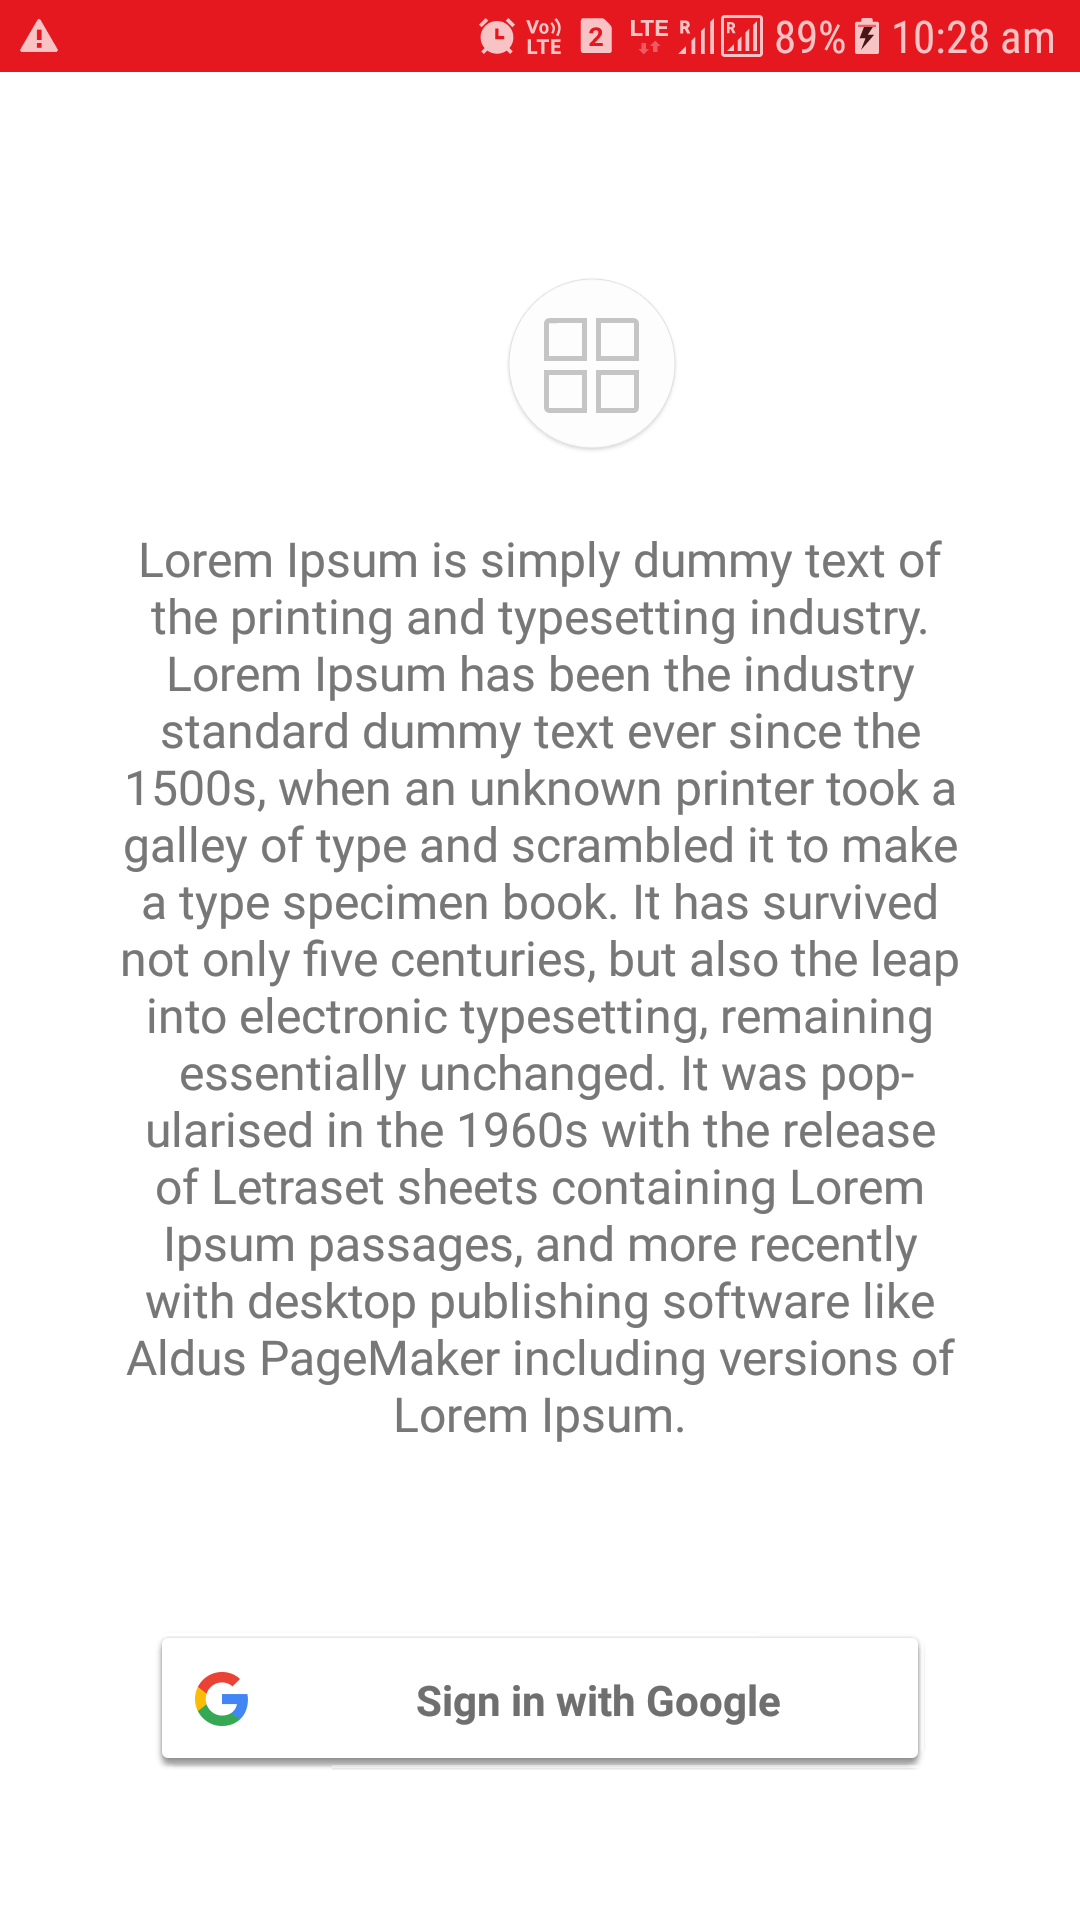 Vo)) LTE 2 LTE R R 89% 10:28 am
Lorem Ipsum is simply dummy text of
the printing and typesetting industry.
Lorem Ipsum has been the industry
standard dummy text ever since the
1500s, when an unknown printer took a
galley of type and scrambled it to make
a type specimen book. It has survived
not only five centuries, but also the leap
into electronic typesetting, remaining
essentially unchanged. It was pop-
ularised in the 1960s with the release
of Letraset sheets containing Lorem
Ipsum passages, and more recently
with desktop publishing software like
Aldus PageMaker including versions of
Lorem Ipsum.
Sign in with Google